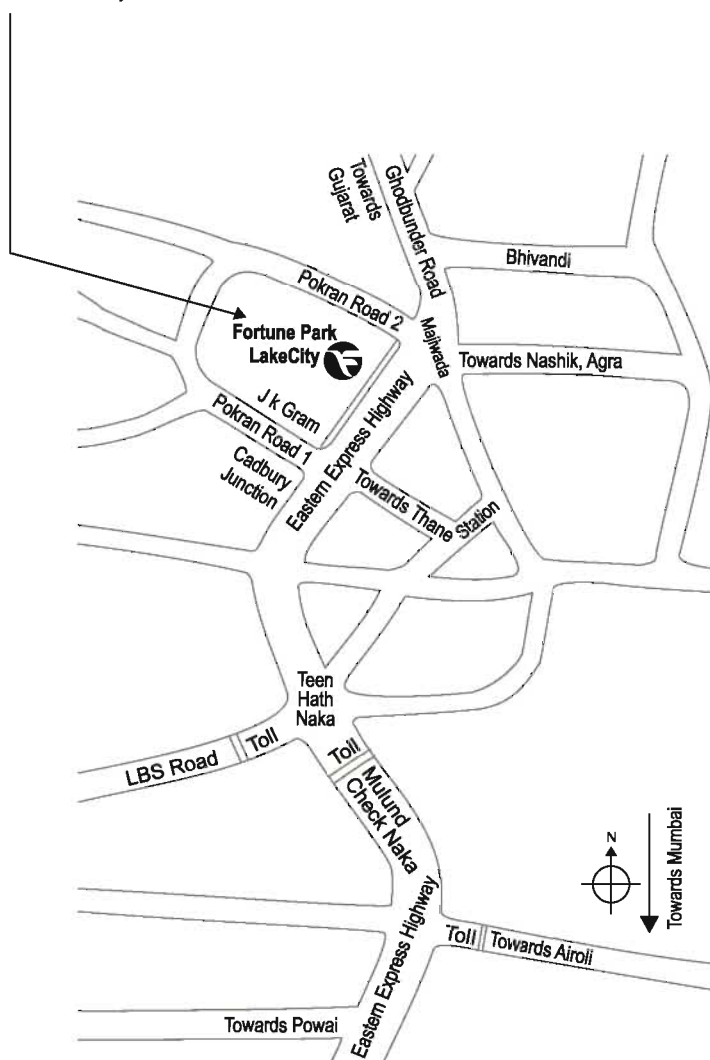 Towards
Gujarat
Ghodbunder Road
Bhivandi
Pokran Road 2
Majiwada
Fortune Park
LakeCity
Towards Nashik, Agra
J k Gram
Pokran Road 1
Cadbury
Junction
Eastern Express Highway
Towards Thane Station
Teen
Hath
Naka
Toll
LBS Road
Toll
Mulund
Check Naka
N
Towards Mumbai
Eastern Express Highway
Toll
Towards Airoli
Towards Powai